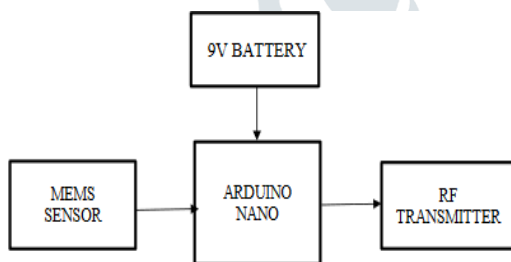 9V BATTERY
MEMS
SENSOR
ARDUINO
NANO
RF
TRANSMITTER